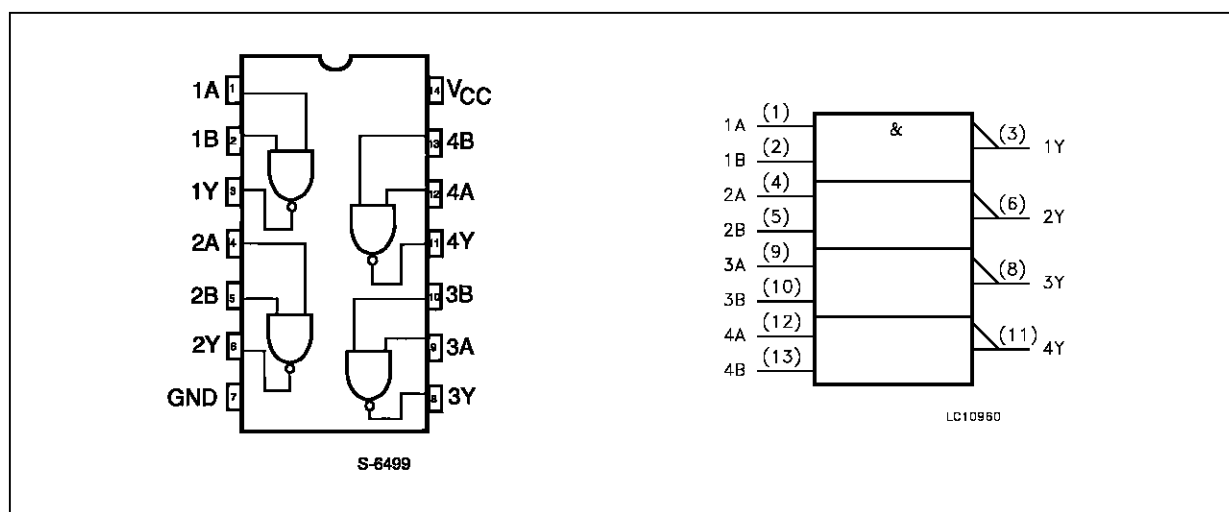 1A 1 14 VCC
1B 2 13 4B
1Y 3 12 4A
2A 4 11 4Y
2B 5 10 3B
2Y 6 9 3A
GND 7 8 3Y
S-6499
&
1A (1)
1B (2)
(3) 1Y
2A (4)
2B (5)
(6) 2Y
3A (9)
3B (10)
(8) 3Y
4A (12)
4B (13)
(11) 4Y
LC10960